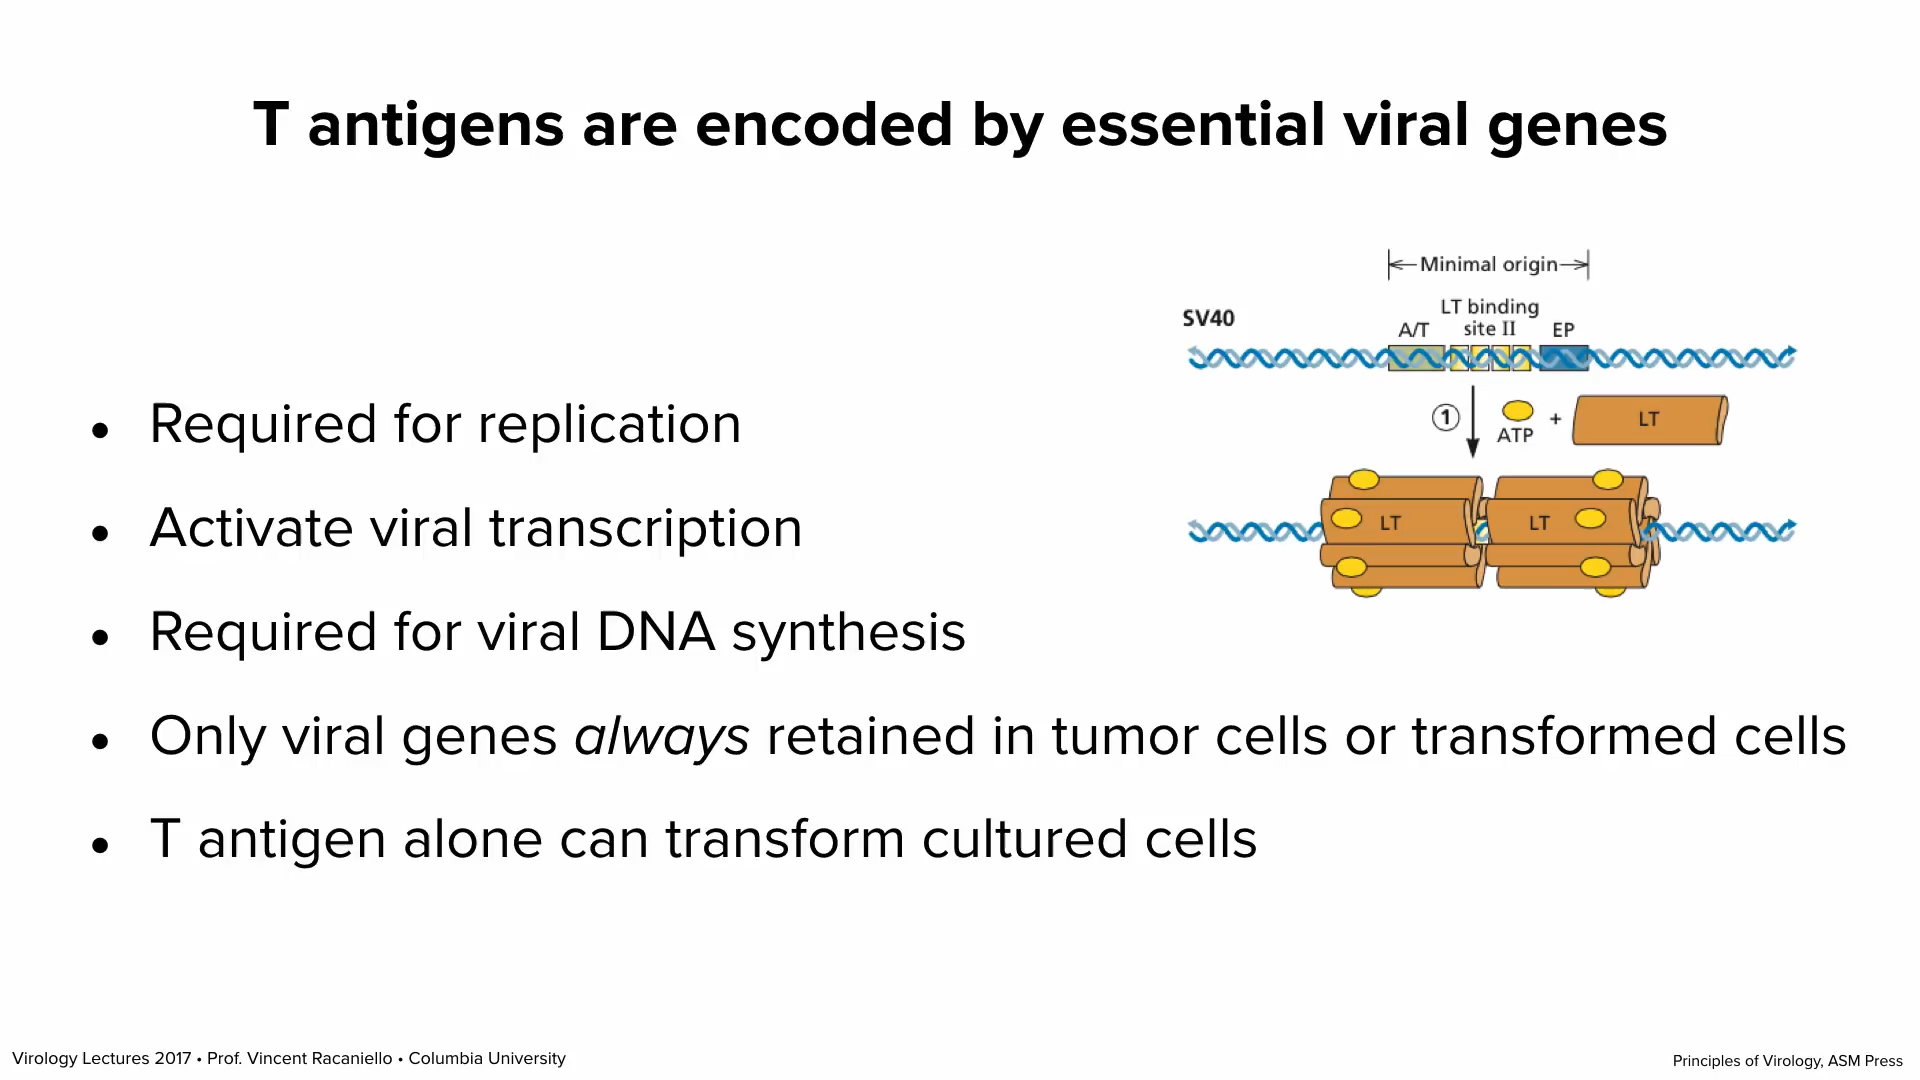 T antigens are encoded by essential viral genes
Minimal origin
SV40
LT binding
A/T site II EP
1
ATP + LT
LT LT
• Required for replication
• Activate viral transcription
• Required for viral DNA synthesis
• Only viral genes always retained in tumor cells or transformed cells
• T antigen alone can transform cultured cells
Virology Lectures 2017 • Prof. Vincent Racaniello • Columbia University
Principles of Virology, ASM Press